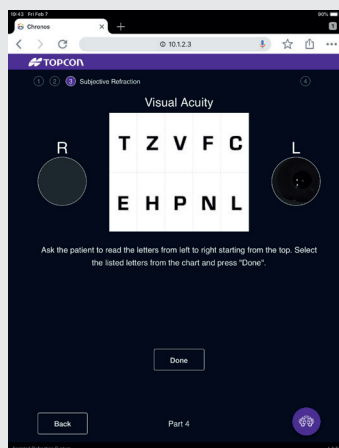 10:43 Fri Feb 7
90%
Chronos
10.1.2.3
TOPCON
1 2 3 Subjective Refraction 4
Visual Acuity
R
L
T Z V F C
E H P N L
Ask the patient to read the letters from left to right starting from the top. Select
the listed letters from the chart and press "Done".
Done
Back
Part 4